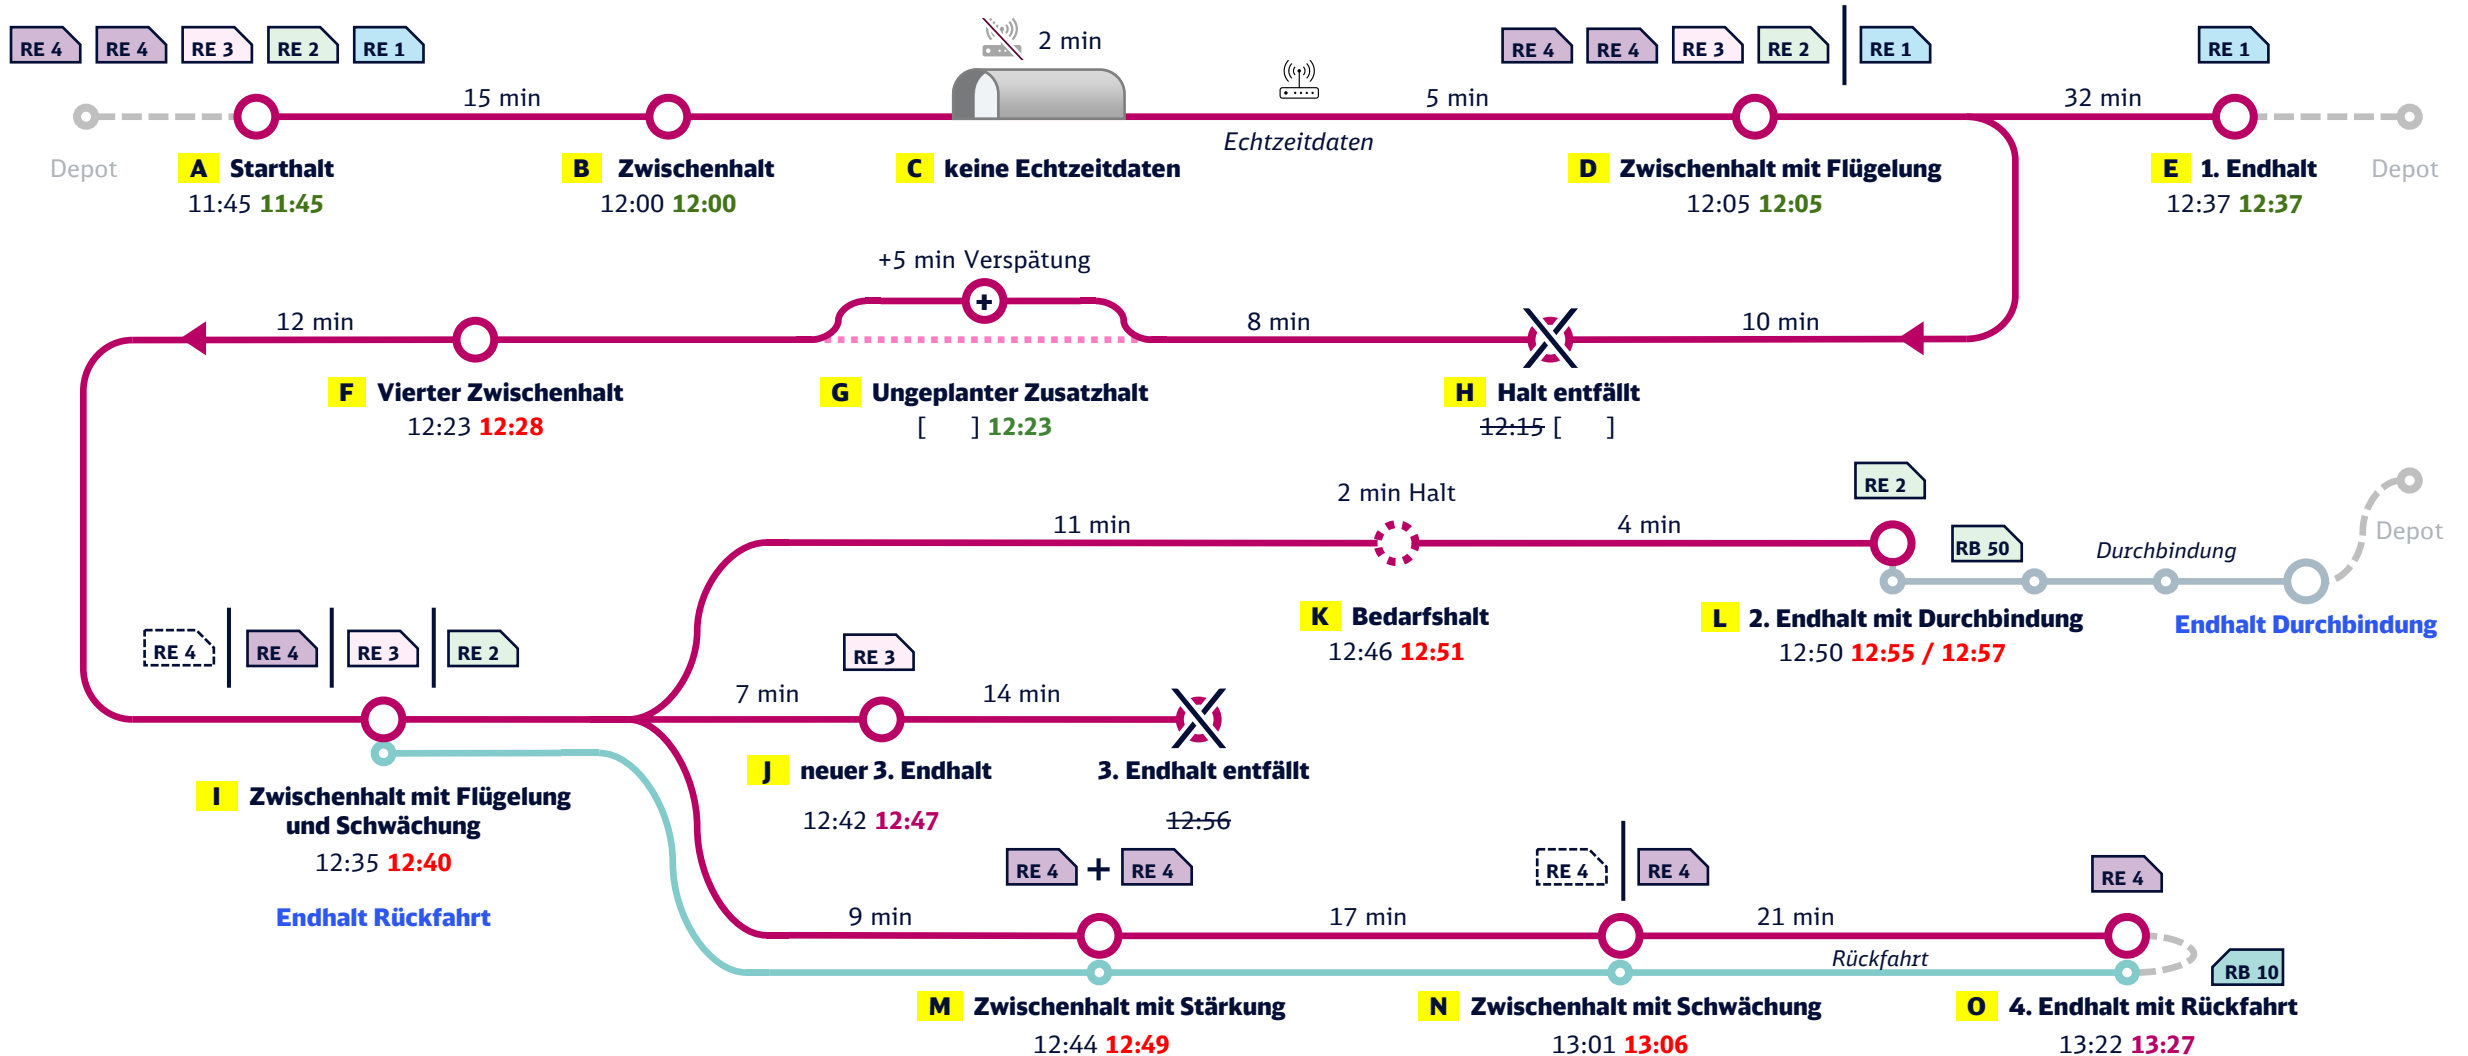 RE 4 RE 4 RE 3 RE 2 RE 1
2 min
RE 4 RE 4 RE 3 RE 2 RE 1
RE 1
15 min
5 min
32 min
Echtzeitdaten
Depot
A Starthalt
11:45 11:45
B Zwischenhalt
12:00 12:00
C keine Echtzeitdaten
D Zwischenhalt mit Flügelung
12:05 12:05
E 1. Endhalt
12:37 12:37
Depot
+5 min Verspätung
12 min
8 min
10 min
F Vierter Zwischenhalt
12:23 12:28
G Ungeplanter Zusatzhalt
[ ] 12:23
H Halt entfällt
12:15 [ ]
2 min Halt
RE 2
11 min
4 min
RB 50
Durchbindung
Depot
K Bedarfshalt
12:46 12:51
L 2. Endhalt mit Durchbindung
12:50 12:55 / 12:57
Endhalt Durchbindung
RE 4 RE 4 RE 3 RE 2
RE 3
7 min
14 min
I Zwischenhalt mit Flügelung
und Schwächung
12:35 12:40
Endhalt Rückfahrt
J neuer 3. Endhalt
12:42 12:47
3. Endhalt entfällt
12:56
RE 4 + RE 4
RE 4 RE 4
RE 4
9 min
17 min
21 min
Rückfahrt
RB 10
M Zwischenhalt mit Stärkung
12:44 12:49
N Zwischenhalt mit Schwächung
13:01 13:06
O 4. Endhalt mit Rückfahrt
13:22 13:27